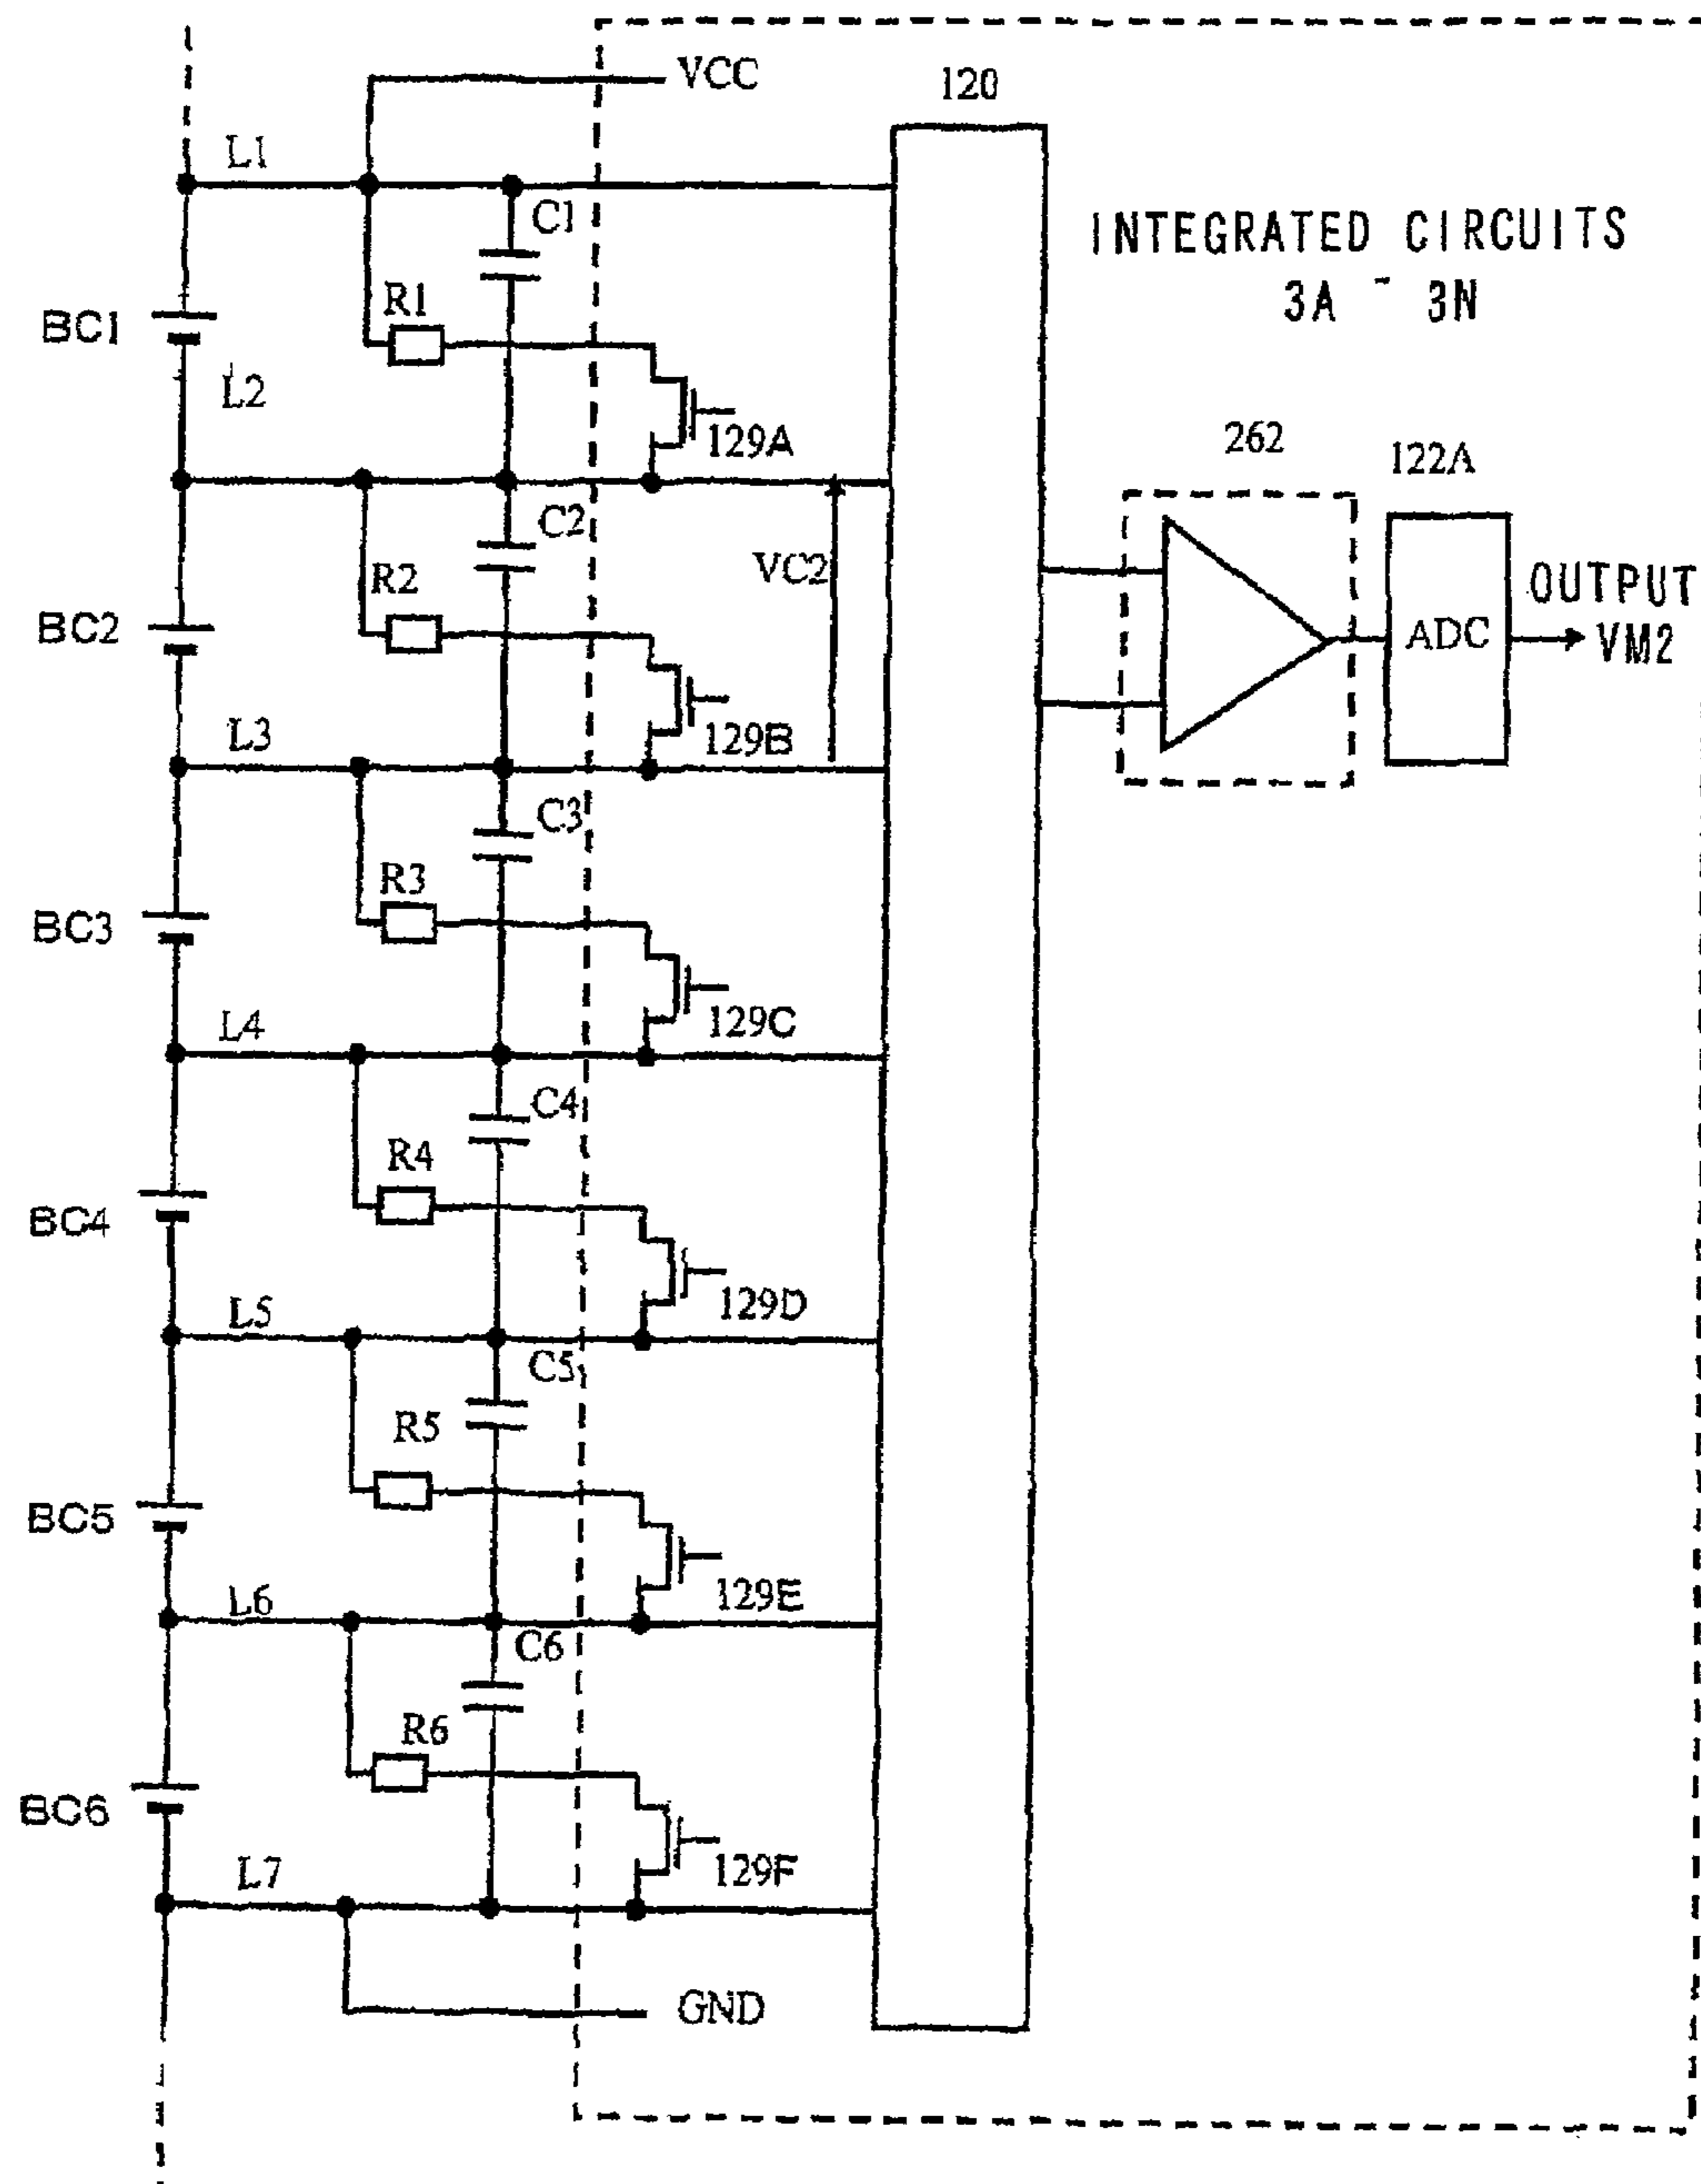 VCC
120
L1
C1
INTEGRATED CIRCUITS
3A ~ 3N
R1
BC1
L2
129A
262
122A
C2
VC2
R2
OUTPUT
VM2
BC2
ADC
L3
129B
C3
R3
BC3
L4
129C
C4
R4
BC4
L5
129D
C5
R5
BC5
L6
129E
C6
R6
BC6
L7
129F
GND